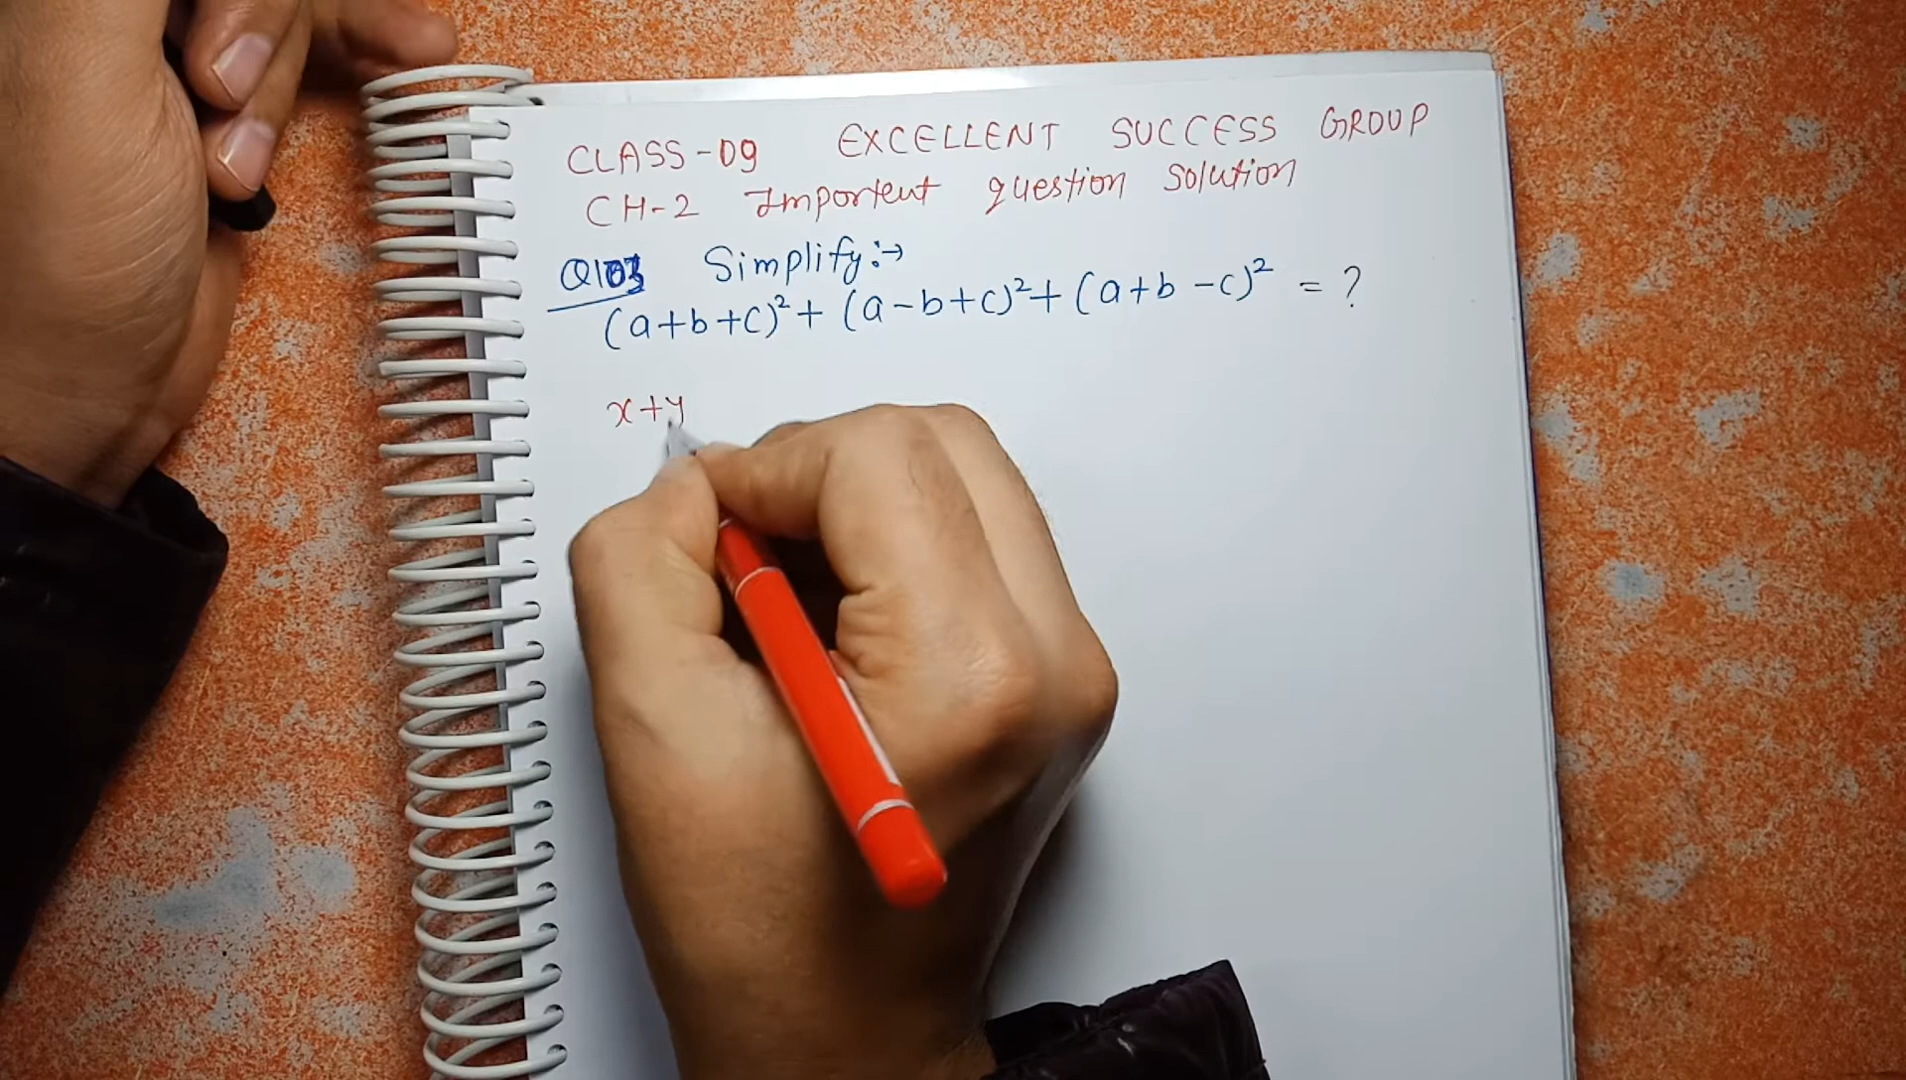 CLASS-09 EXCELLENT SUCCESS GROUP
CH-2 Importent question solution
Q103 Simplify:→
(a+b+c)²+(a-b+c)²+(a+b-c)² = ?
x+y